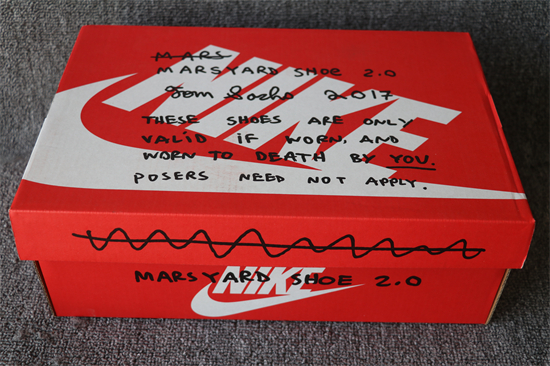 NIKE
MARS
MARSYARD SHOE 2.0
Tom Sachs 2017
THESE SHOES ARE ONLY
VALID IF WORN, AND
WORN TO DEATH BY YOU.
POSERS NEED NOT APPLY.
NIKE
MARSYARD SHOE 2.0